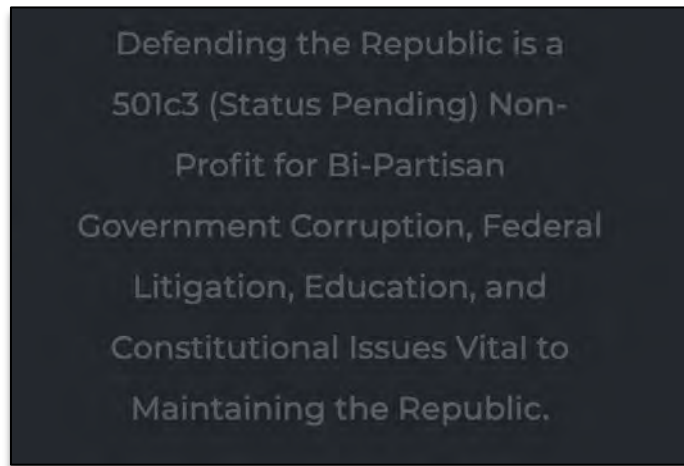 Defending the Republic is a
501c3 (Status Pending) Non-
Profit for Bi-Partisan
Government Corruption, Federal
Litigation, Education, and
Constitutional Issues Vital to
Maintaining the Republic.